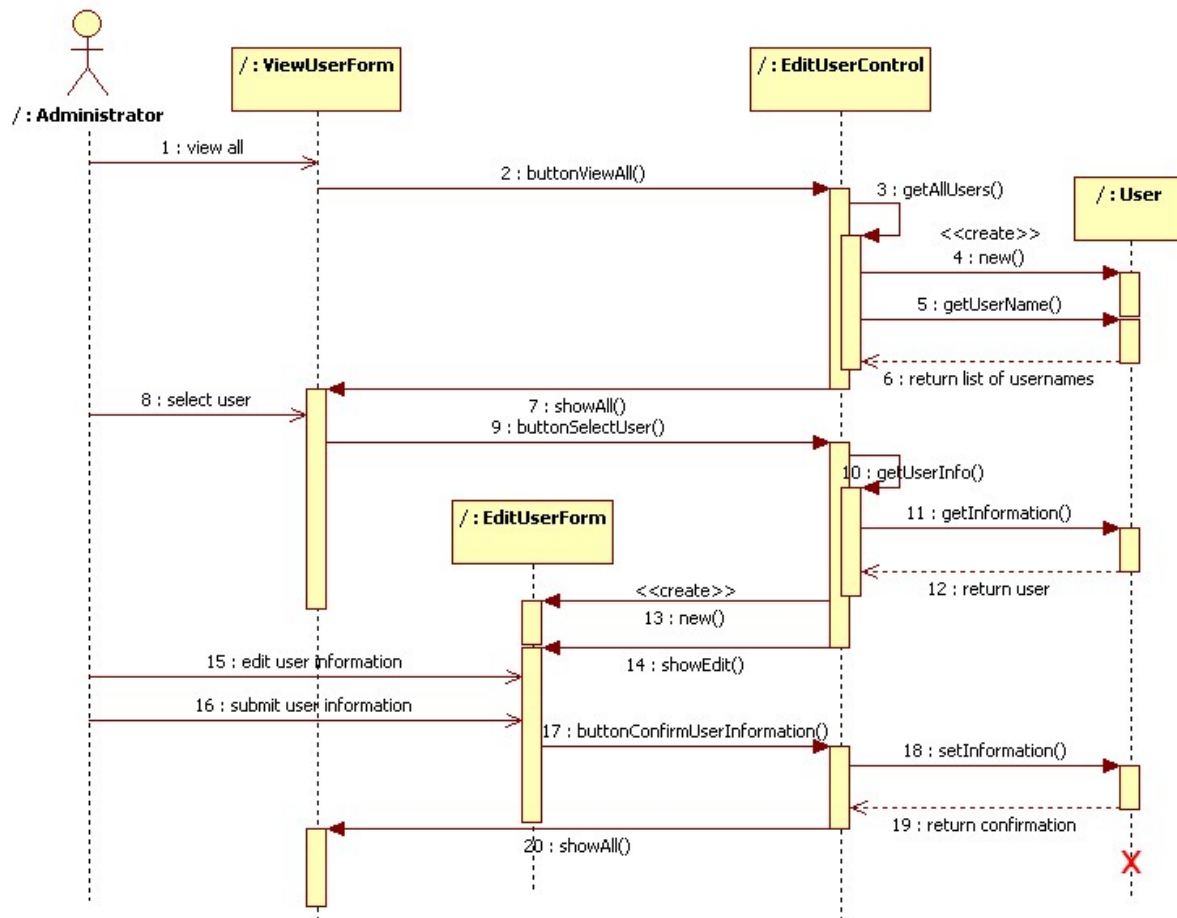 / : ViewUserForm
/ : EditUserControl
/ : Administrator
1 : view all
2 : buttonViewAll()
3 : getAllUsers()
/ : User
<<create>>
4 : new()
5 : getUserName()
6 : return list of usernames
7 : showAll()
8 : select user
9 : buttonSelectUser()
10 : getUserInfo()
/ : EditUserForm
11 : getInformation()
12 : return user
<<create>>
13 : new()
14 : showEdit()
15 : edit user information
16 : submit user information
17 : buttonConfirmUserInformation()
18 : setInformation()
19 : return confirmation
20 : showAll()